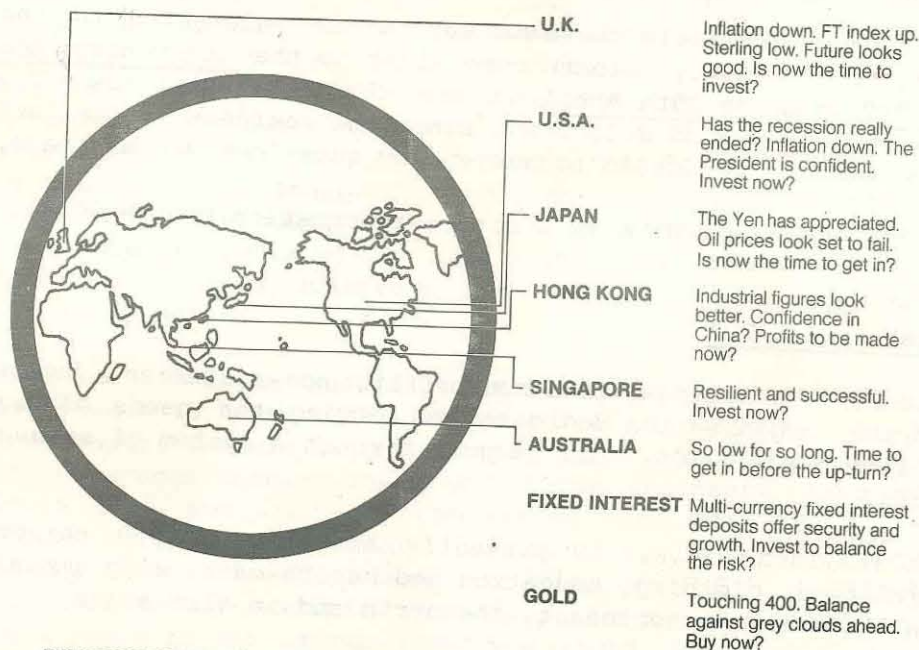 U.K.
Inflation down. FT index up.
Sterling low. Future looks
good. Is now the time to
invest?
U.S.A.
Has the recession really
ended? Inflation down. The
President is confident.
Invest now?
JAPAN
The Yen has appreciated.
Oil prices look set to fall.
Is now the time to get in?
HONG KONG
Industrial figures look
better. Confidence in
China? Profits to be made
now?
SINGAPORE
Resilient and successful.
Invest now?
AUSTRALIA
So low for so long. Time to
get in before the up-turn?
FIXED INTEREST
Multi-currency fixed interest
deposits offer security and
growth. Invest to balance
the risk?
GOLD
Touching 400. Balance
against grey clouds ahead.
Buy now?